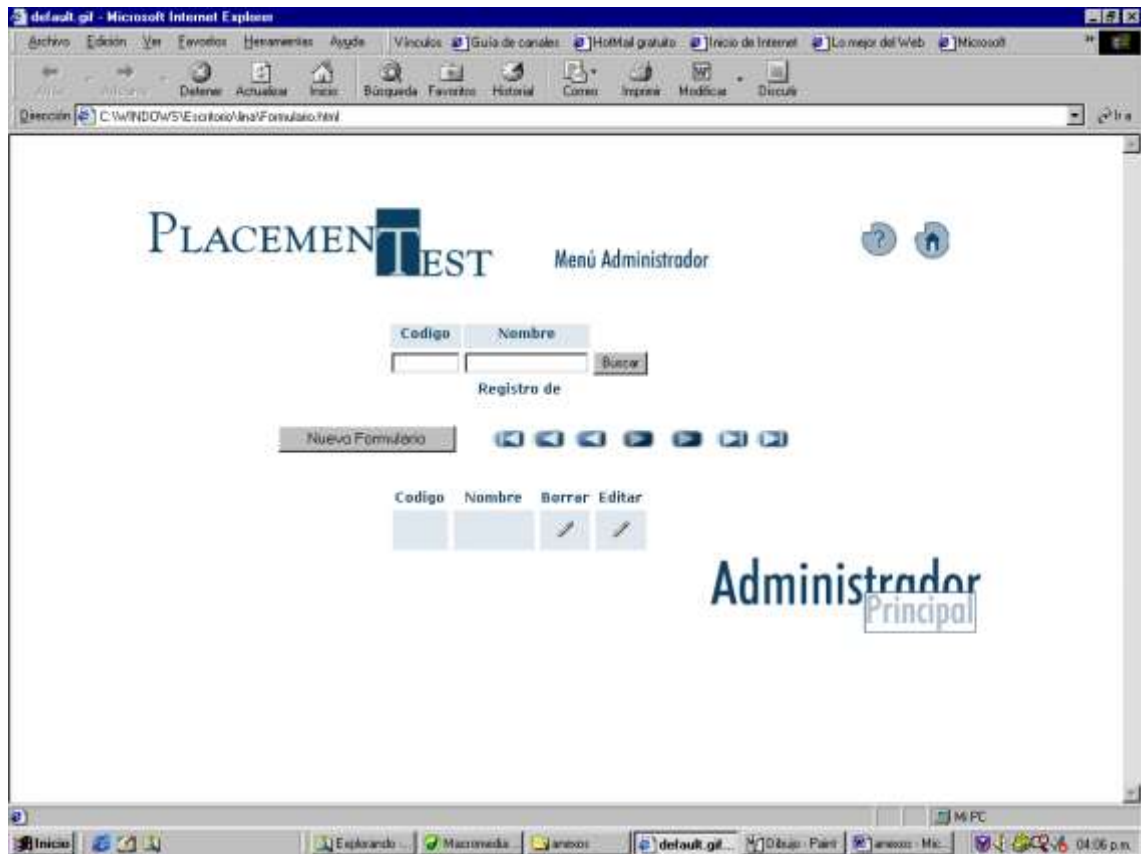 default.gif - Microsoft Internet Explorer
Archivo Edición Ver Favoritos Herramientas Ayuda Vínculos Guía de canales HotMail gratuito Inicio de Internet Lo mejor del Web Microsoft
Detener Actualizar Inicio Búsqueda Favoritos Historial Correo Imprimir Modificar Discutir
Dirección C:\WINDOWS\Escritorio\lina\Formulario.html Ir a
PLACEMENTEST
Menú Administrador
?
Codigo Nombre
Buscar
Registro de
Nuevo Formulario
Codigo Nombre Borrar Editar
Administrador
Principal
Mi PC
Inicio Explorando ... Macromedia ... anexos default.gif... Dibujo - Paint anexos - Mic... 04:06 p.m.